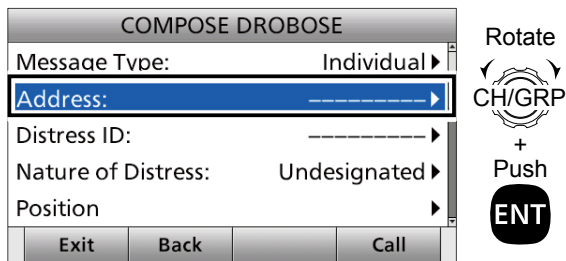 COMPOSE DROBOSE
Message Type: Individual
Address: ---------
Distress ID: ---------
Nature of Distress: Undesignated
Position
Exit Back Call
Rotate
CH/GRP
+
Push
ENT